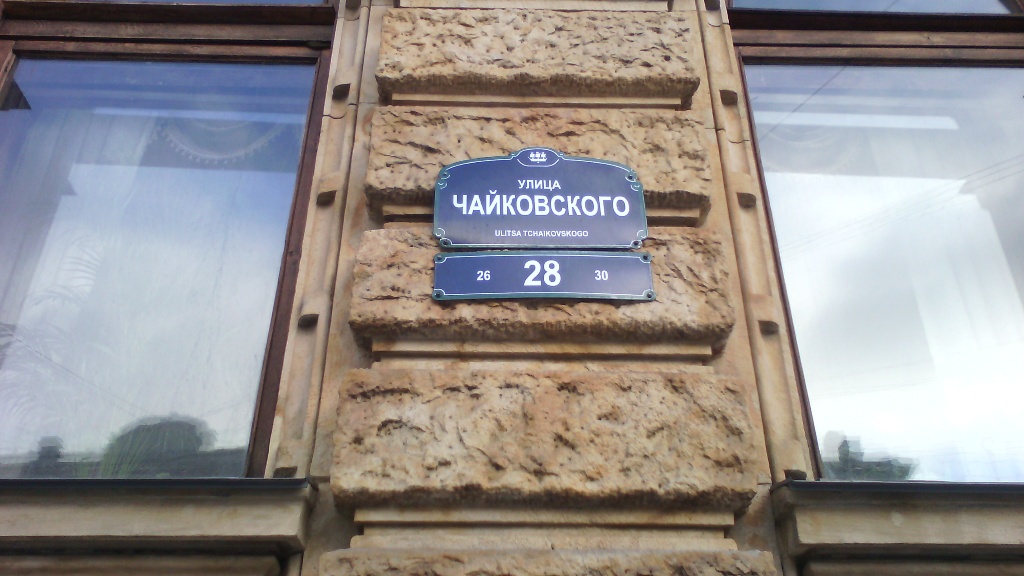 УЛИЦА
ЧАЙКОВСКОГО
ULITSA TCHAIKOVSKOGO
26 28 30